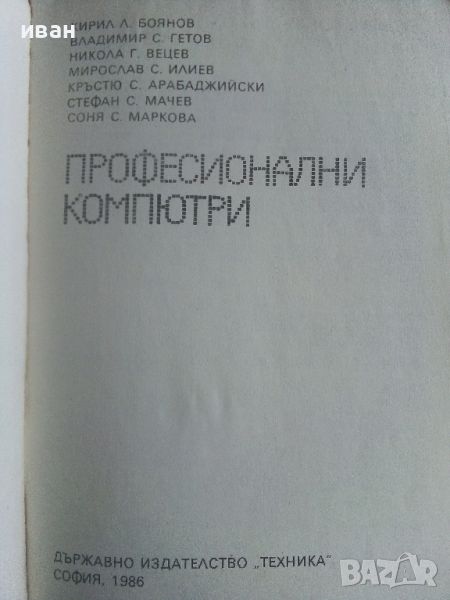 иван
КИРИЛ Л. БОЯНОВ
ВЛАДИМИР С. ГЕТОВ
НИКОЛА Г. ВЕЦЕВ
МИРОСЛАВ С. ИЛИЕВ
КРЪСТЮ С. АРАБАДЖИЙСКИ
СТЕФАН С. МАЧЕВ
СОНЯ С. МАРКОВА
ПРОФЕСИОНАЛНИ
КОМПЮТРИ
ДЪРЖАВНО ИЗДАТЕЛСТВО „ТЕХНИКА“
СОФИЯ, 1986
BAZAR